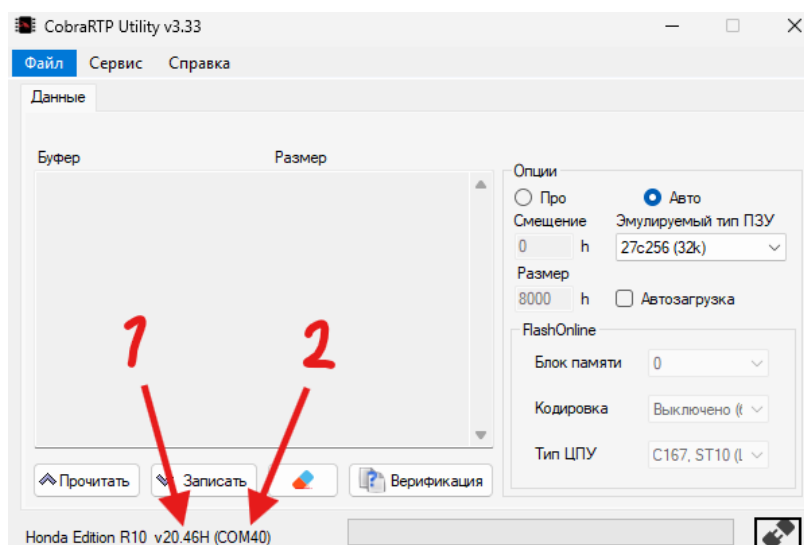 CobraRTP Utility v3.33
Файл Сервис Справка
Данные
Буфер Размер
Опции
Про Авто
Смещение Эмулируемый тип ПЗУ
0 h 27c256 (32k)
Размер
8000 h Автозагрузка
FlashOnline
Блок памяти 0
Кодировка Выключено (
Тип ЦПУ C167, ST10 (L
1 2
Прочитать Записать Верификация
Honda Edition R10 v20.46H (COM40)